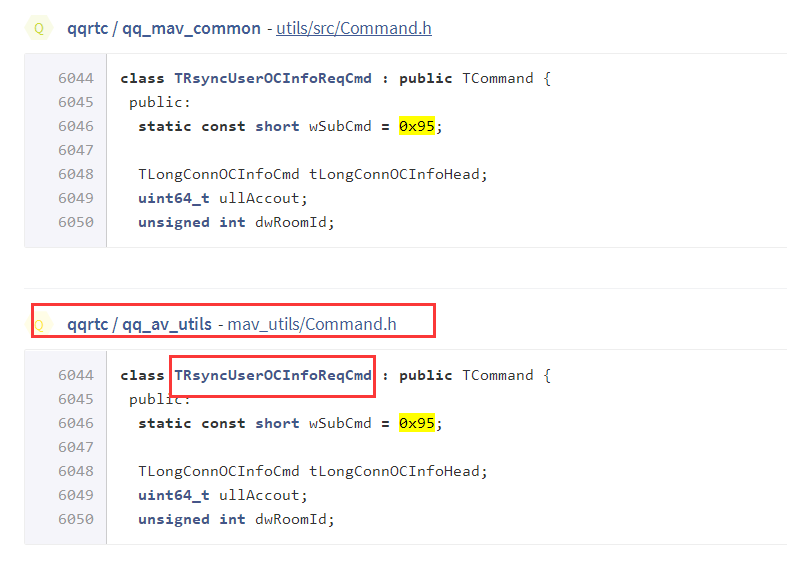 Q qqrtc / qq_mav_common - utils/src/Command.h
6044 class TRsyncUserOCInfoReqCmd : public TCommand {
6045 public:
6046 static const short wSubCmd = 0x95;
6047
6048 TLongConnOCInfoCmd tLongConnOCInfoHead;
6049 uint64_t ullAccout;
6050 unsigned int dwRoomId;
Q qqrtc / qq_av_utils - mav_utils/Command.h
6044 class TRsyncUserOCInfoReqCmd : public TCommand {
6045 public:
6046 static const short wSubCmd = 0x95;
6047
6048 TLongConnOCInfoCmd tLongConnOCInfoHead;
6049 uint64_t ullAccout;
6050 unsigned int dwRoomId;